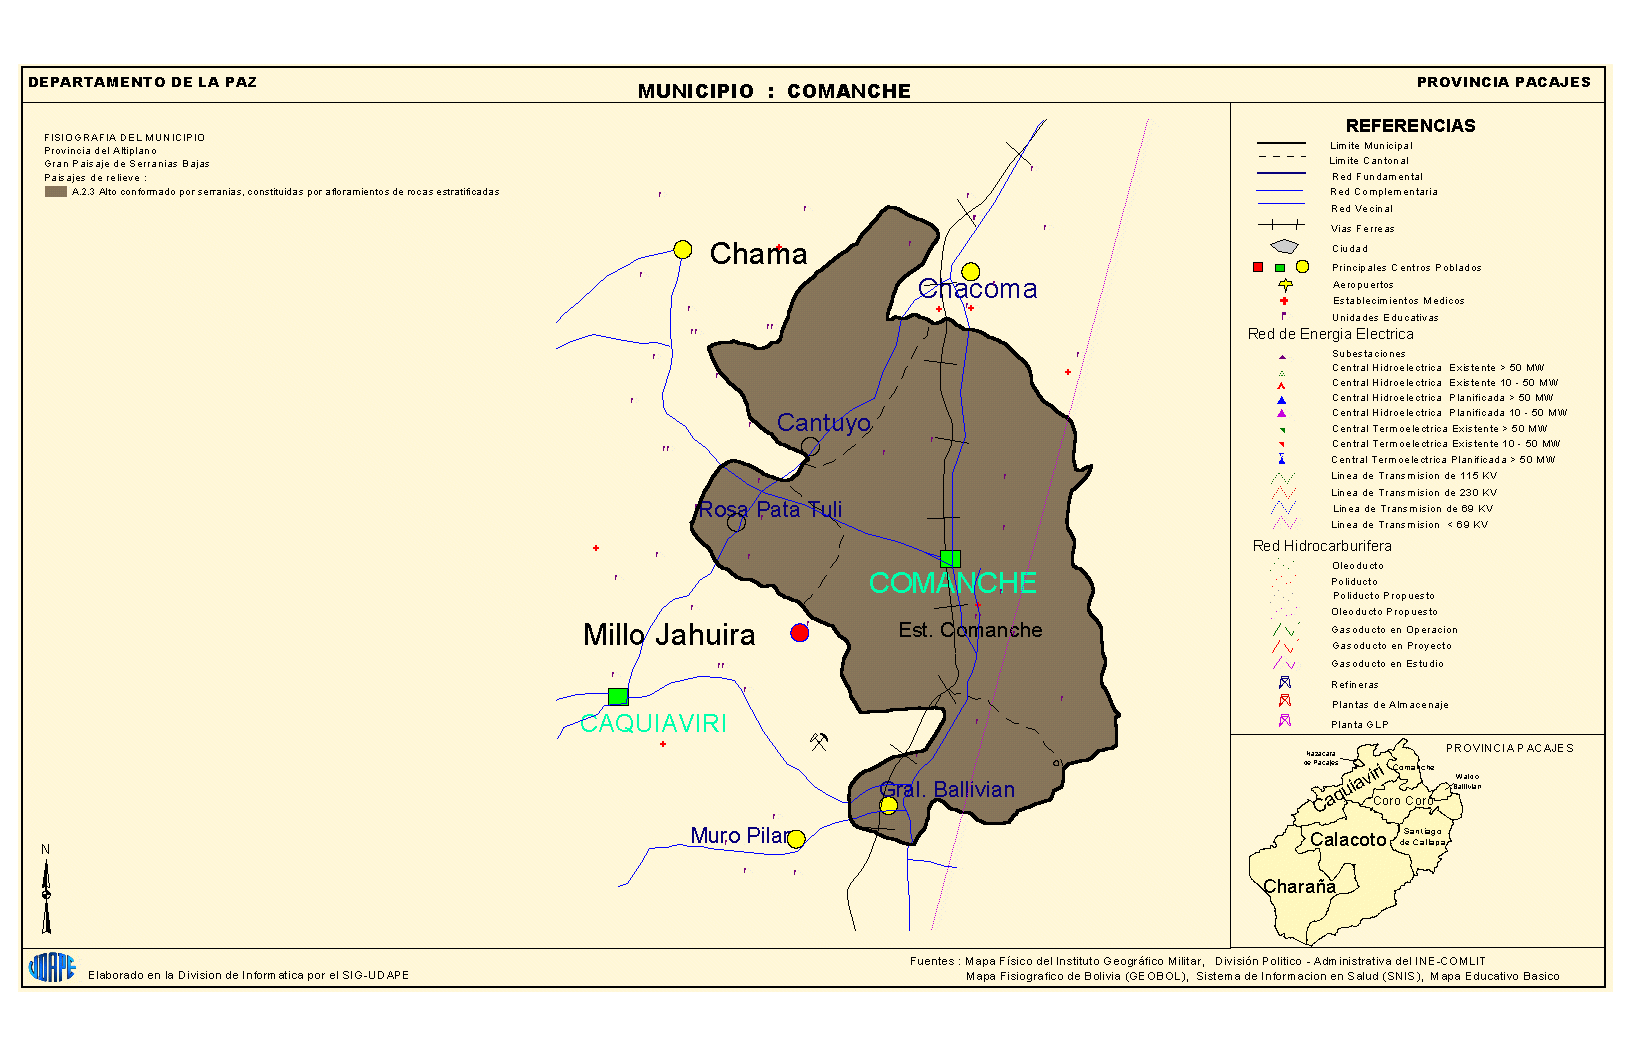 DEPARTAMENTO DE LA PAZ
MUNICIPIO : COMANCHE
PROVINCIA PACAJES
FISIOGRAFIA DEL MUNICIPIO
Provincia del Altiplano
Gran Paisaje de Serranias Bajas
Paisajes de relieve :
A.2.3 Alto conformado por serranias, constituidas por afloramientos de rocas estratificadas
Chama
Chacoma
Cantuyo
Rosa Pata Tuli
COMANCHE
Est. Comanche
Millo Jahuira
CAQUIAVIRI
Gral. Ballivian
Muro Pilar
N
REFERENCIAS
Limite Municipal
Limite Cantonal
Red Fundamental
Red Complementaria
Red Vecinal
Vias Ferreas
Ciudad
Principales Centros Poblados
Aeropuertos
Establecimientos Medicos
Unidades Educativas
Red de Energia Electrica
Subestaciones
Central Hidroelectrica Existente > 50 MW
Central Hidroelectrica Existente 10 - 50 MW
Central Hidroelectrica Planificada > 50 MW
Central Hidroelectrica Planificada 10 - 50 MW
Central Termoelectrica Existente > 50 MW
Central Termoelectrica Existente 10 - 50 MW
Central Termoelectrica Planificada > 50 MW
Linea de Transmision de 115 KV
Linea de Transmision de 230 KV
Linea de Transmision de 69 KV
Linea de Transmision < 69 KV
Red Hidrocarburifera
Oleoducto
Poliducto
Poliducto Propuesto
Oleoducto Propuesto
Gasoducto en Operacion
Gasoducto en Proyecto
Gasoducto en Estudio
Refineras
Plantas de Almacenaje
Planta GLP
PROVINCIA PACAJES
Nazacara
de Pacajes
Comanche
Caquiaviri
Waldo
Ballivian
Coro Coro
Calacoto
Santiago
de Callapa
Charaña
UDAPE
Elaborado en la Division de Informatica por el SIG-UDAPE
Fuentes : Mapa Físico del Instituto Geográfico Militar, División Politico - Administrativa del INE-COMLIT
Mapa Fisiografico de Bolivia (GEOBOL), Sistema de Informacion en Salud (SNIS), Mapa Educativo Basico